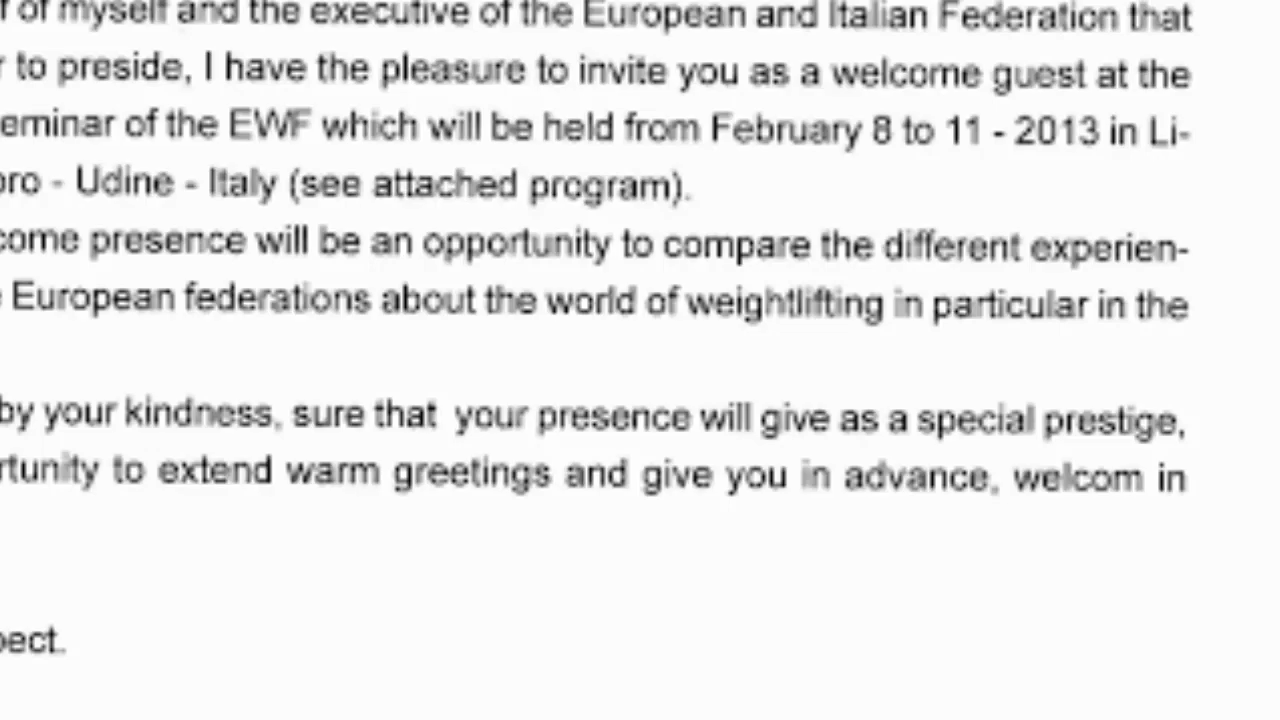 of myself and the executive of the European and Italian Federation that
to preside, I have the pleasure to invite you as a welcome guest at the
eminar of the EWF which will be held from February 8 to 11 - 2013 in Li-
oro - Udine - Italy (see attached program).
come presence will be an opportunity to compare the different experien-
European federations about the world of weightlifting in particular in the
by your kindness, sure that your presence will give as a special prestige,
rtunity to extend warm greetings and give you in advance, welcom in
pect.